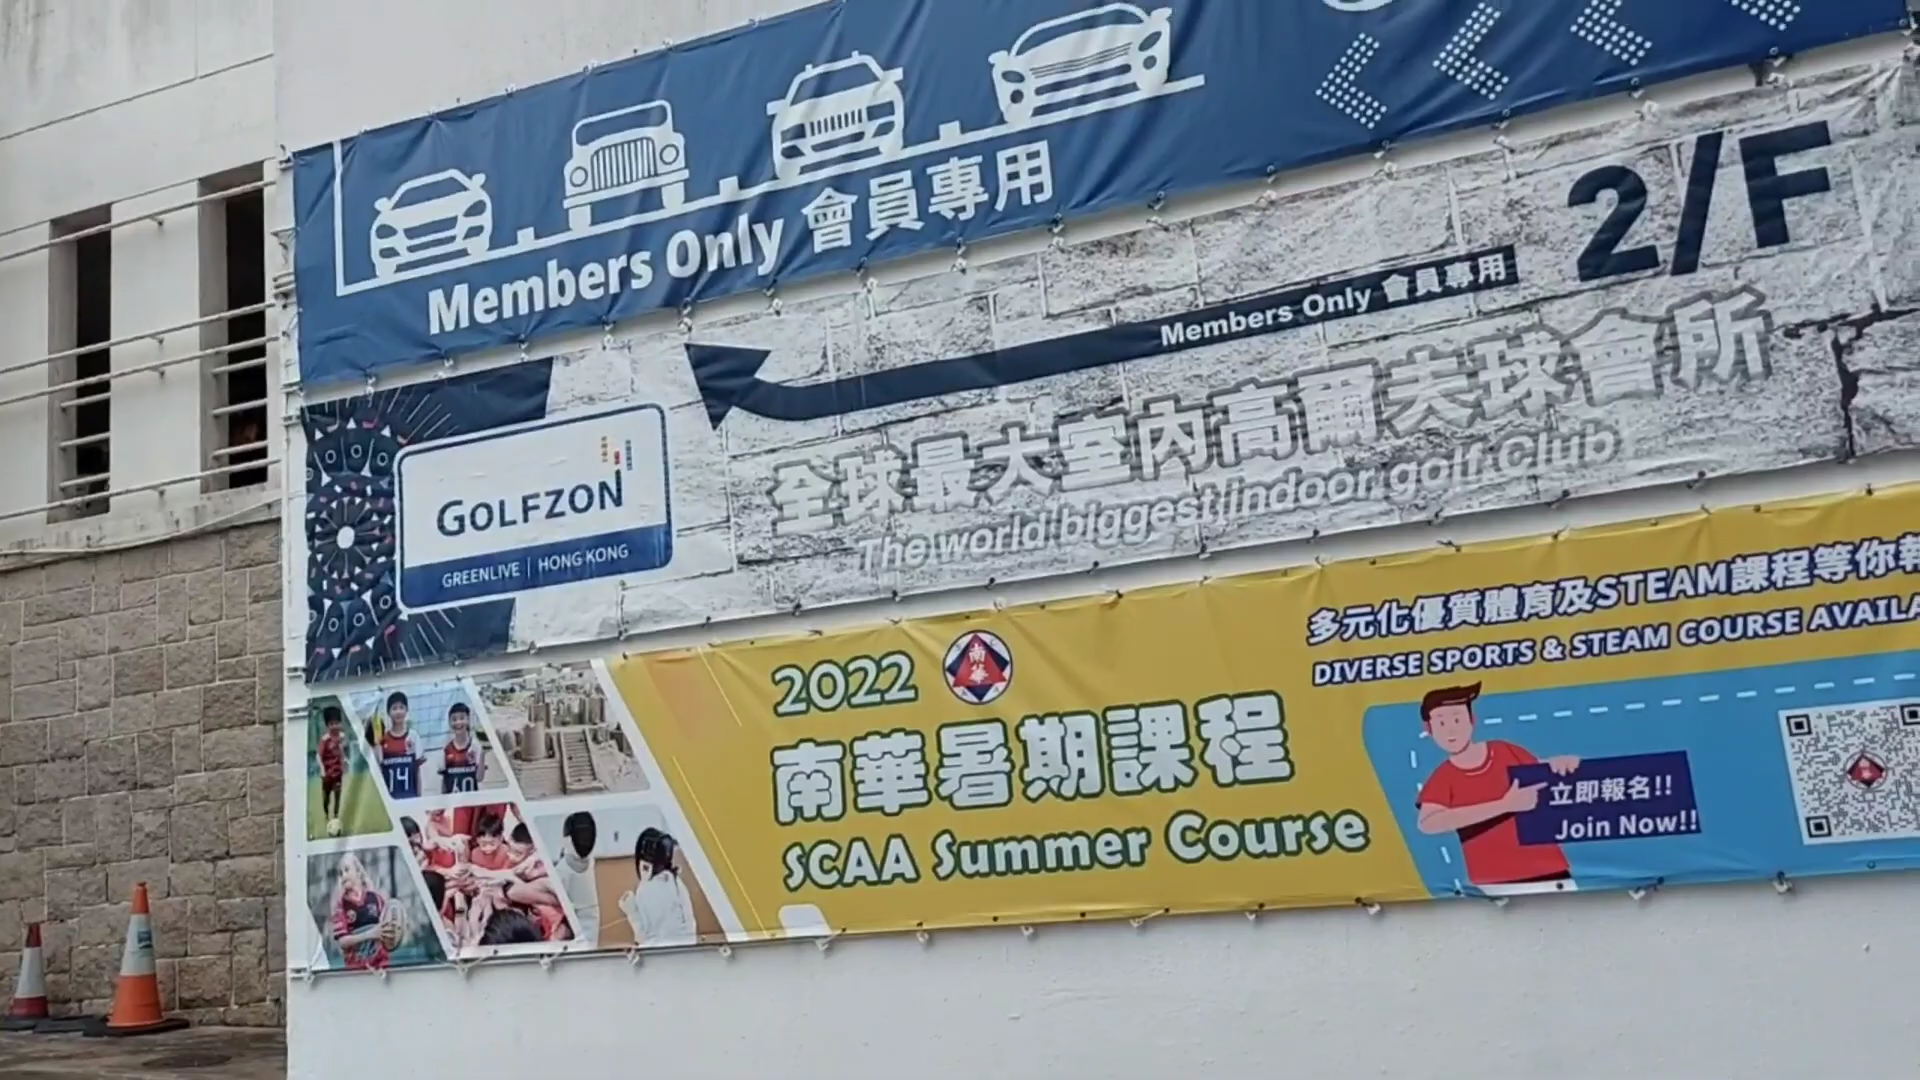 Members Only 會員專用
2/F
Members Only 會員專用
GOLFZON
GREENLIVE | HONG KONG
全球最大室內高爾夫球會所
The world biggest indoor golf Club
多元化優質體育及STEAM課程等你
DIVERSE SPORTS & STEAM COURSE
2022
南華
南華暑期課程
SCAA Summer Course
立即報名!!
Join Now!!
14